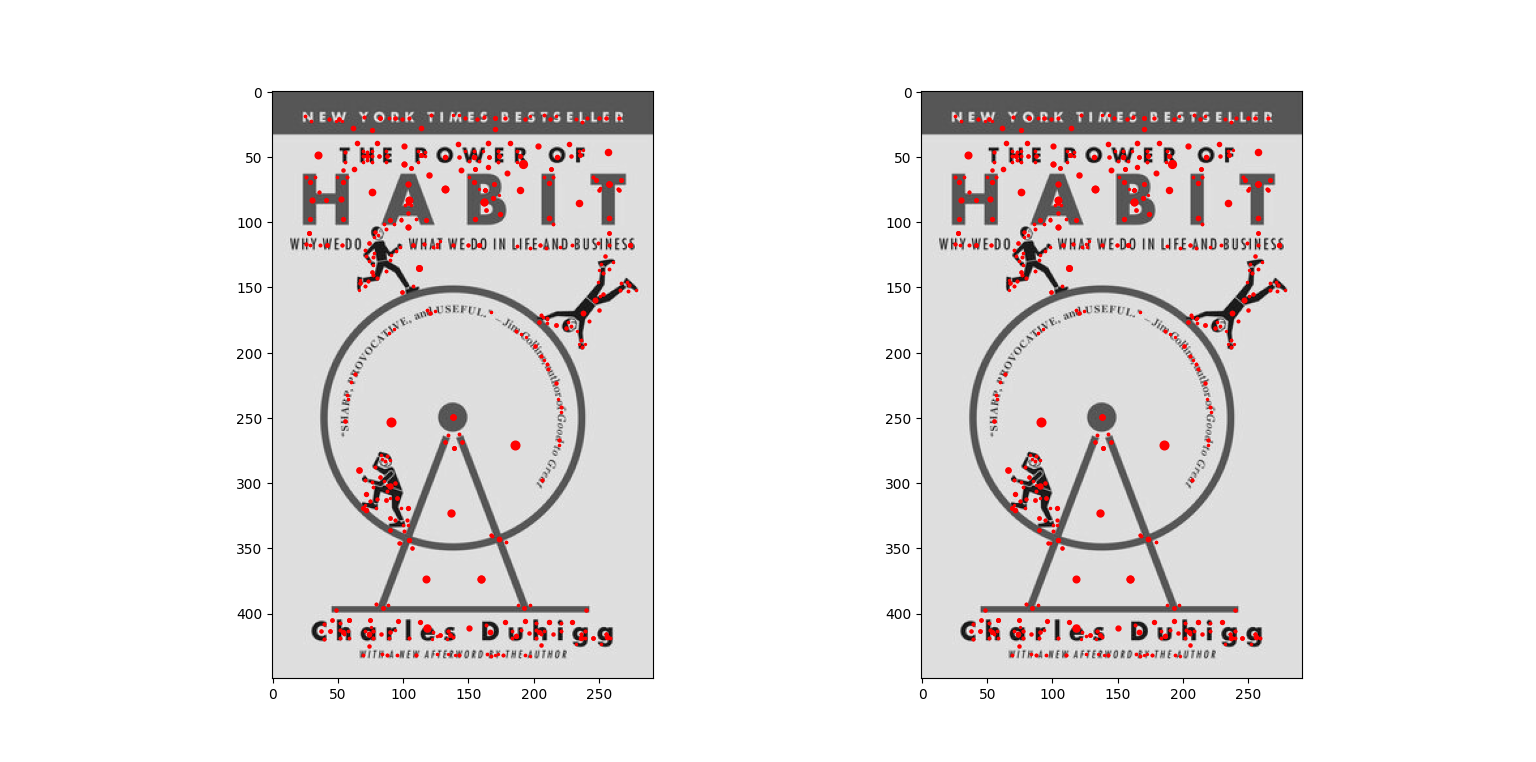 NEW YORK TIMES BESTSELLER
THE POWER OF
HABIT
WHY WE DO WHAT WE DO IN LIFE AND BUSINESS
"SHARP, PROVOCATIVE, and USEFUL." – Jim Collins, author of Good to Great
Charles Duhigg
WITH A NEW AFTERWORD BY THE AUTHOR
0
50
100
150
200
250
300
350
400
0 50 100 150 200 250
NEW YORK TIMES BESTSELLER
THE POWER OF
HABIT
WHY WE DO WHAT WE DO IN LIFE AND BUSINESS
"SHARP, PROVOCATIVE, and USEFUL." – Jim Collins, author of Good to Great
Charles Duhigg
WITH A NEW AFTERWORD BY THE AUTHOR
0
50
100
150
200
250
300
350
400
0 50 100 150 200 250